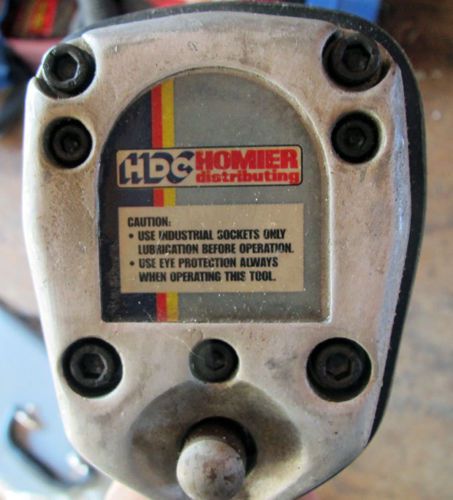 HDC HOMIER
distributing
CAUTION:
• USE INDUSTRIAL SOCKETS ONLY
LUBRICATION BEFORE OPERATION.
• USE EYE PROTECTION ALWAYS
WHEN OPERATING THIS TOOL.